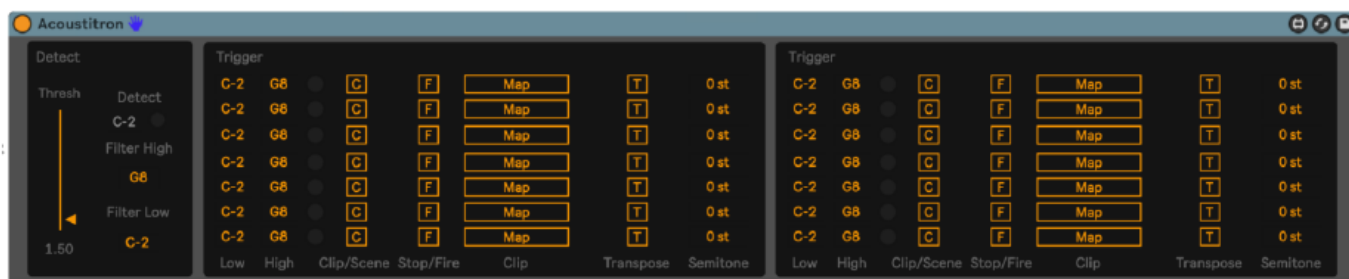 Acoustitron
Detect
Thresh
Detect
C-2
Filter High
G8
Filter Low
C-2
1.50
Trigger
C-2 G8 C F Map T 0 st
C-2 G8 C F Map T 0 st
C-2 G8 C F Map T 0 st
C-2 G8 C F Map T 0 st
C-2 G8 C F Map T 0 st
C-2 G8 C F Map T 0 st
C-2 G8 C F Map T 0 st
Low High Clip/Scene Stop/Fire Clip Transpose Semitone
Trigger
C-2 G8 C F Map T 0 st
C-2 G8 C F Map T 0 st
C-2 G8 C F Map T 0 st
C-2 G8 C F Map T 0 st
C-2 G8 C F Map T 0 st
C-2 G8 C F Map T 0 st
C-2 G8 C F Map T 0 st
Low High Clip/Scene Stop/Fire Clip Transpose Semitone